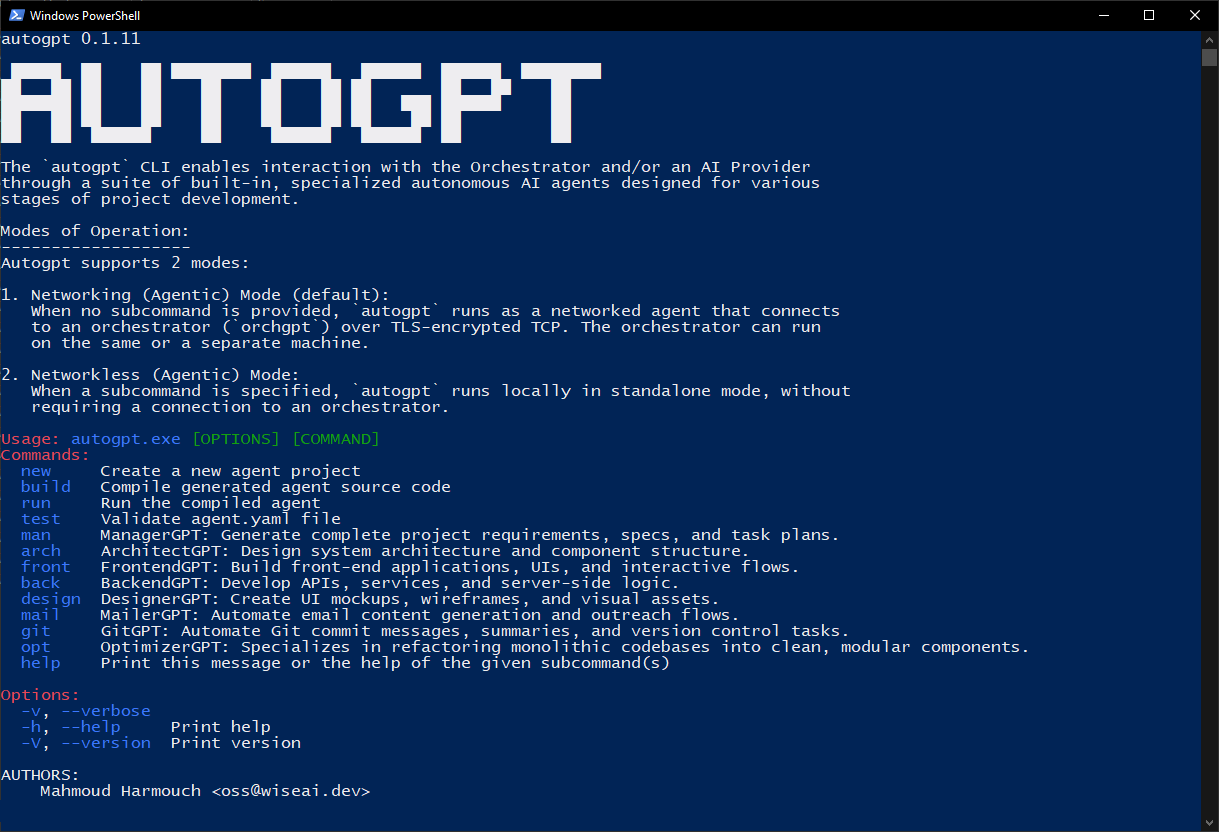 Windows PowerShell
autogpt 0.1.11
AUTOGPT
The `autogpt` CLI enables interaction with the Orchestrator and/or an AI Provider
through a suite of built-in, specialized autonomous AI agents designed for various
stages of project development.
Modes of Operation:
-------------------
Autogpt supports 2 modes:
1. Networking (Agentic) Mode (default):
   When no subcommand is provided, `autogpt` runs as a networked agent that connects
   to an orchestrator (`orchgpt`) over TLS-encrypted TCP. The orchestrator can run
   on the same or a separate machine.
2. Networkless (Agentic) Mode:
   When a subcommand is specified, `autogpt` runs locally in standalone mode, without
   requiring a connection to an orchestrator.
Usage: autogpt.exe [OPTIONS] [COMMAND]
Commands:
  new     Create a new agent project
  build   Compile generated agent source code
  run     Run the compiled agent
  test    Validate agent.yaml file
  man     ManagerGPT: Generate complete project requirements, specs, and task plans.
  arch    ArchitectGPT: Design system architecture and component structure.
  front   FrontendGPT: Build front-end applications, UIs, and interactive flows.
  back    BackendGPT: Develop APIs, services, and server-side logic.
  design  DesignerGPT: Create UI mockups, wireframes, and visual assets.
  mail    MailerGPT: Automate email content generation and outreach flows.
  git     GitGPT: Automate Git commit messages, summaries, and version control tasks.
  opt     OptimizerGPT: Specializes in refactoring monolithic codebases into clean, modular components.
  help    Print this message or the help of the given subcommand(s)
Options:
  -v, --verbose
  -h, --help     Print help
  -V, --version  Print version
AUTHORS:
    Mahmoud Harmouch <oss@wiseai.dev>